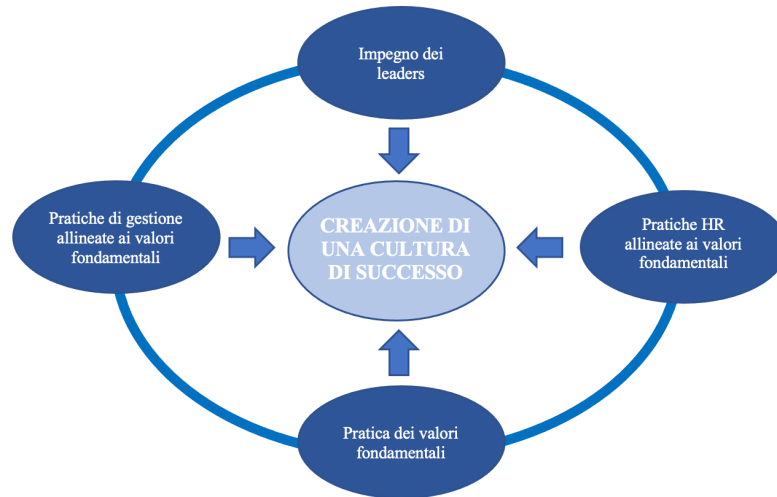 Impegno dei
leaders
Pratiche di gestione
allineate ai valori
fondamentali
CREAZIONE DI
UNA CULTURA
DI SUCCESSO
Pratiche HR
allineate ai valori
fondamentali
Pratica dei valori
fondamentali